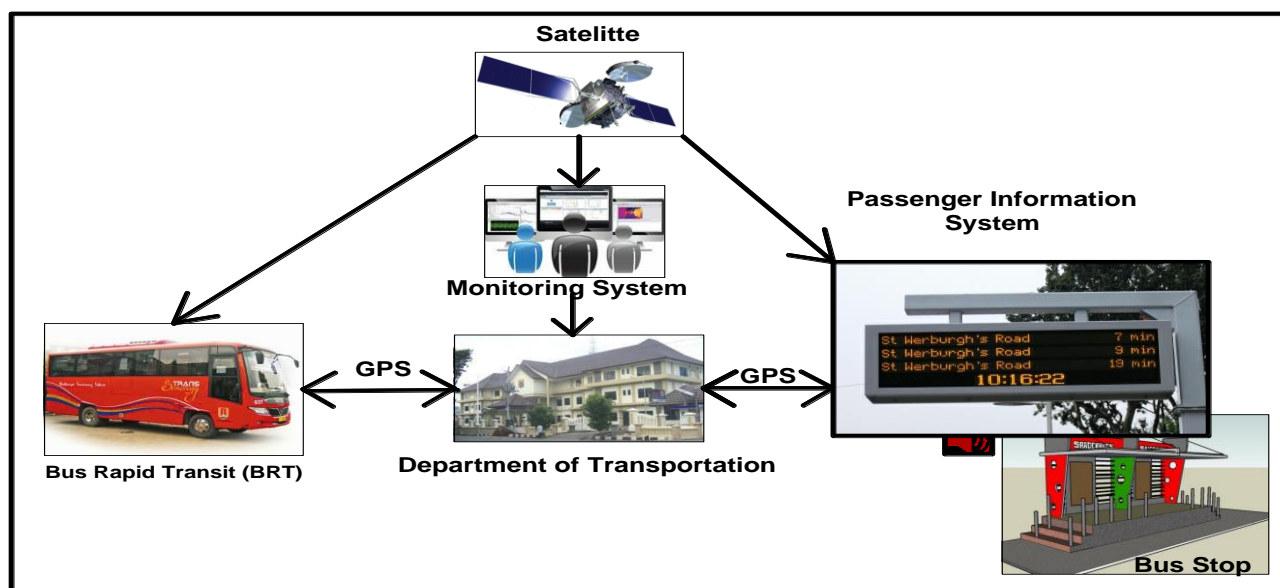 Satelitte
Passenger Information
System
Monitoring System
St Werburgh's Road 7 min
St Werburgh's Road 9 min
St Werburgh's Road 19 min
10:16:22
GPS
GPS
TRANS
Bus Rapid Transit (BRT)
Department of Transportation
Bus Stop